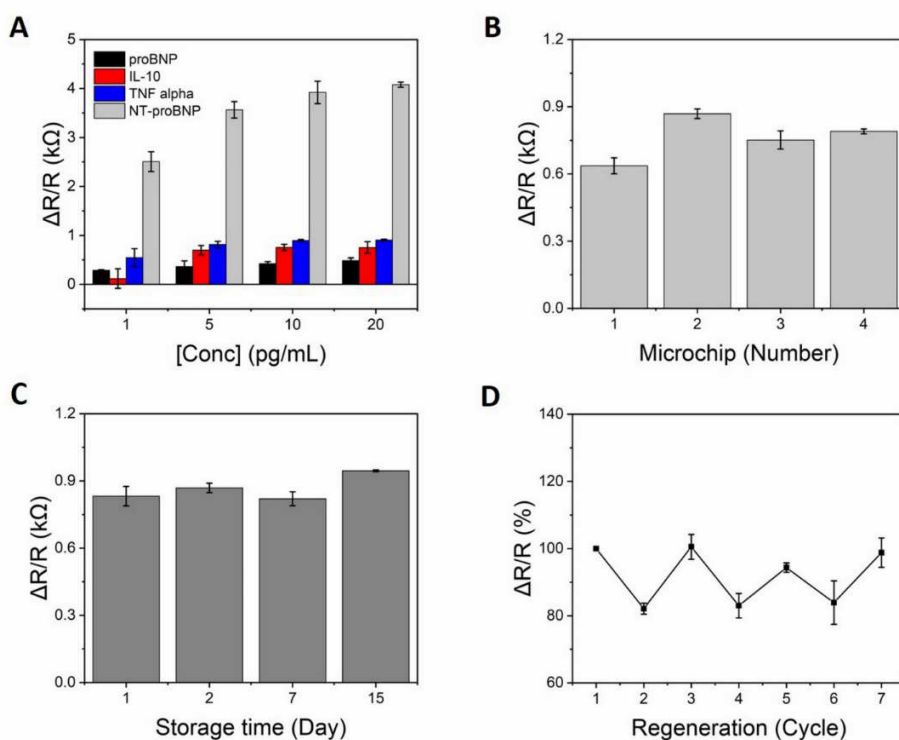 A
5
4
3
2
1
0
ΔR/R (kΩ)
proBNP
IL-10
TNF alpha
NT-proBNP
1 5 10 20
[Conc] (pg/mL)
B
1.2
0.9
0.6
0.3
0.0
ΔR/R (kΩ)
1 2 3 4
Microchip (Number)
C
1.2
0.9
0.6
0.3
0.0
ΔR/R (kΩ)
1 2 7 15
Storage time (Day)
D
140
120
100
80
60
ΔR/R (%)
1 2 3 4 5 6 7
Regeneration (Cycle)